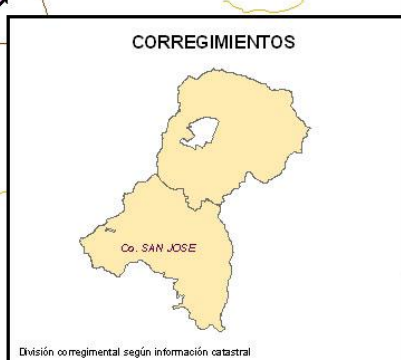 CORREGIMIENTOS
Co. SAN JOSE
División corregimental según información catastral